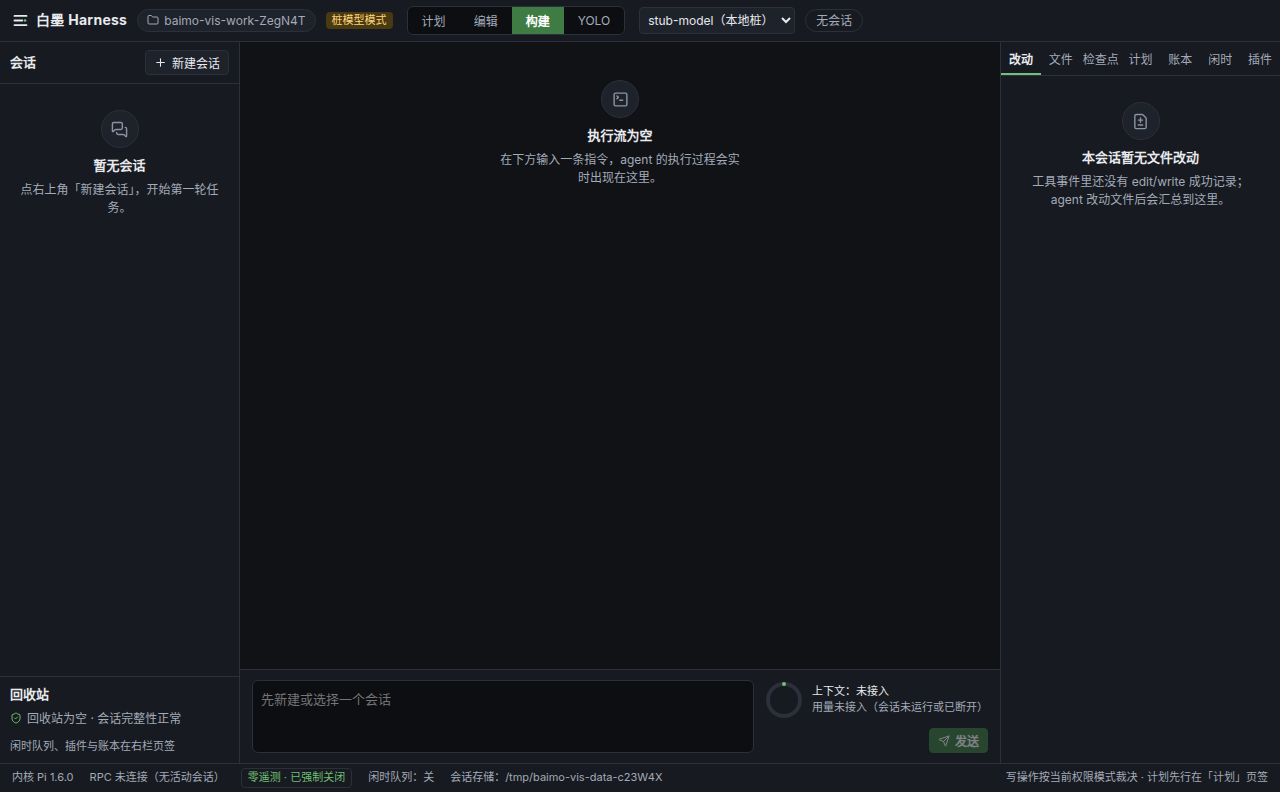 白墨 Harness
baimo-vis-work-ZegN4T
桩模型模式
计划
编辑
构建
YOLO
stub-model（本地桩）
无会话
会话
新建会话
暂无会话
点右上角「新建会话」，开始第一轮任
务。
执行流为空
在下方输入一条指令，agent 的执行过程会实
时出现在这里。
改动
文件
检查点
计划
账本
闲时
插件
本会话暂无文件改动
工具事件里还没有 edit/write 成功记录；
agent 改动文件后会汇总到这里。
回收站
回收站为空 · 会话完整性正常
闲时队列、插件与账本在右栏页签
先新建或选择一个会话
上下文：未接入
用量未接入（会话未运行或已断开）
发送
内核 Pi 1.6.0
RPC 未连接（无活动会话）
零遥测 · 已强制关闭
闲时队列：关
会话存储：/tmp/baimo-vis-data-c23W4X
写操作按当前权限模式裁决 · 计划先行在「计划」页签